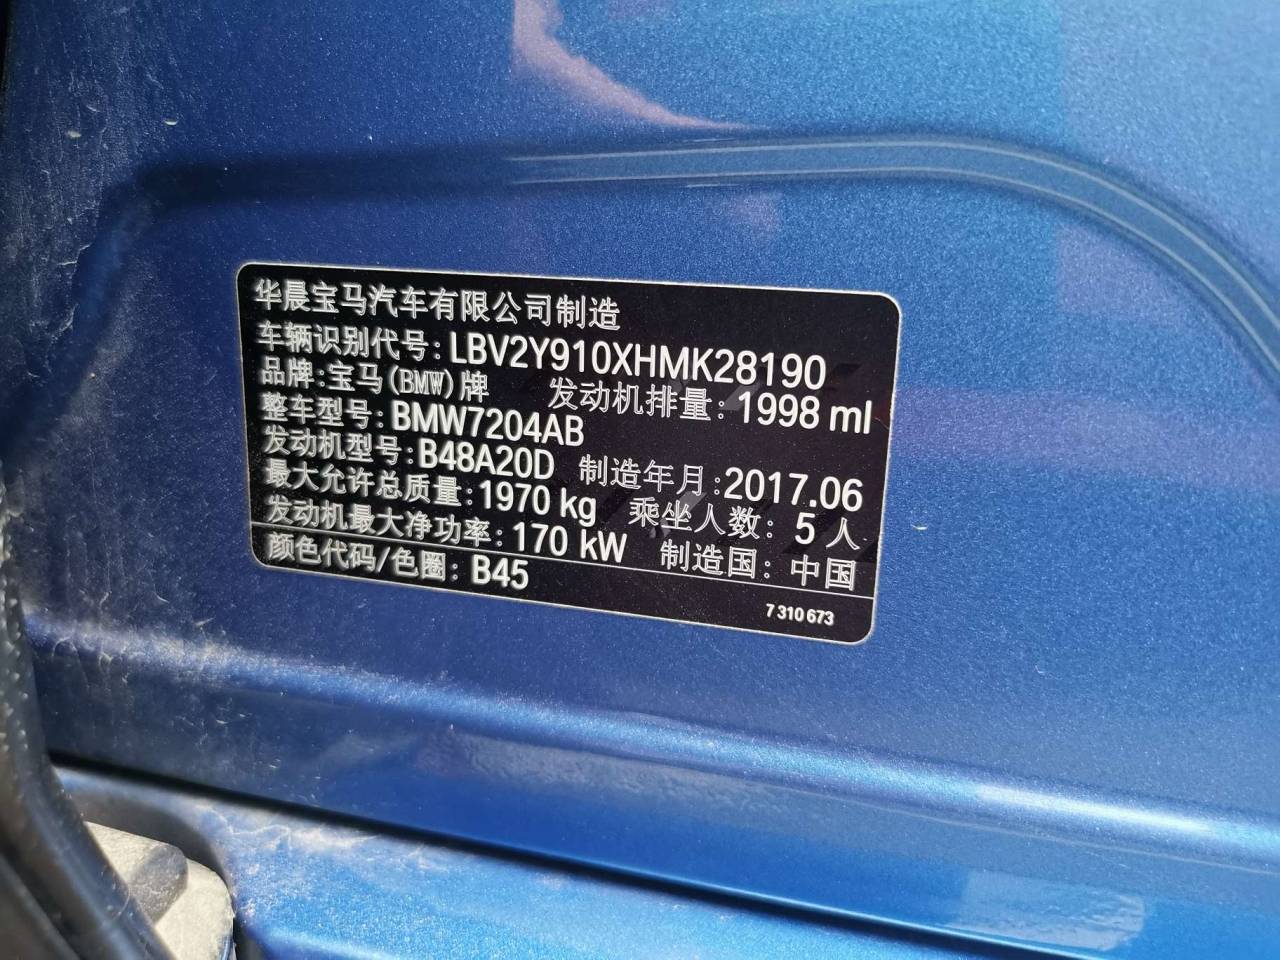 华晨宝马汽车有限公司制造
车辆识别代号: LBV2Y910XHMK28190
品牌: 宝马(BMW)牌 发动机排量: 1998 ml
整车型号: BMW7204AB
发动机型号: B48A20D 制造年月: 2017.06
最大允许总质量: 1970 kg 乘坐人数: 5人
发动机最大净功率: 170 kW 制造国: 中国
颜色代码/色圈: B45
7 310 673